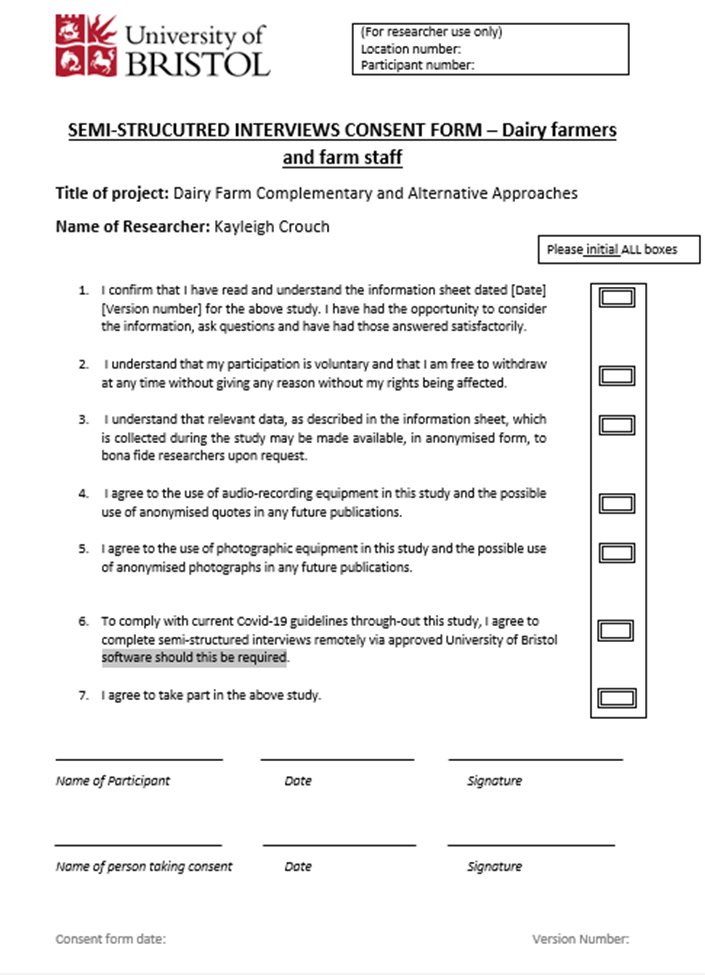 University of
BRISTOL
(For researcher use only)
Location number:
Participant number:
SEMI-STRUCUTRED INTERVIEWS CONSENT FORM – Dairy farmers
and farm staff
Title of project: Dairy Farm Complementary and Alternative Approaches
Name of Researcher: Kayleigh Crouch
Please initial ALL boxes
1. I confirm that I have read and understand the information sheet dated [Date]
[Version number] for the above study. I have had the opportunity to consider
the information, ask questions and have had those answered satisfactorily.
2. I understand that my participation is voluntary and that I am free to withdraw
at any time without giving any reason without my rights being affected.
3. I understand that relevant data, as described in the information sheet, which
is collected during the study may be made available, in anonymised form, to
bona fide researchers upon request.
4. I agree to the use of audio-recording equipment in this study and the possible
use of anonymised quotes in any future publications.
5. I agree to the use of photographic equipment in this study and the possible use
of anonymised photographs in any future publications.
6. To comply with current Covid-19 guidelines through-out this study, I agree to
complete semi-structured interviews remotely via approved University of Bristol
software should this be required.
7. I agree to take part in the above study.
Name of Participant Date Signature
Name of person taking consent Date Signature
Consent form date: Version Number: